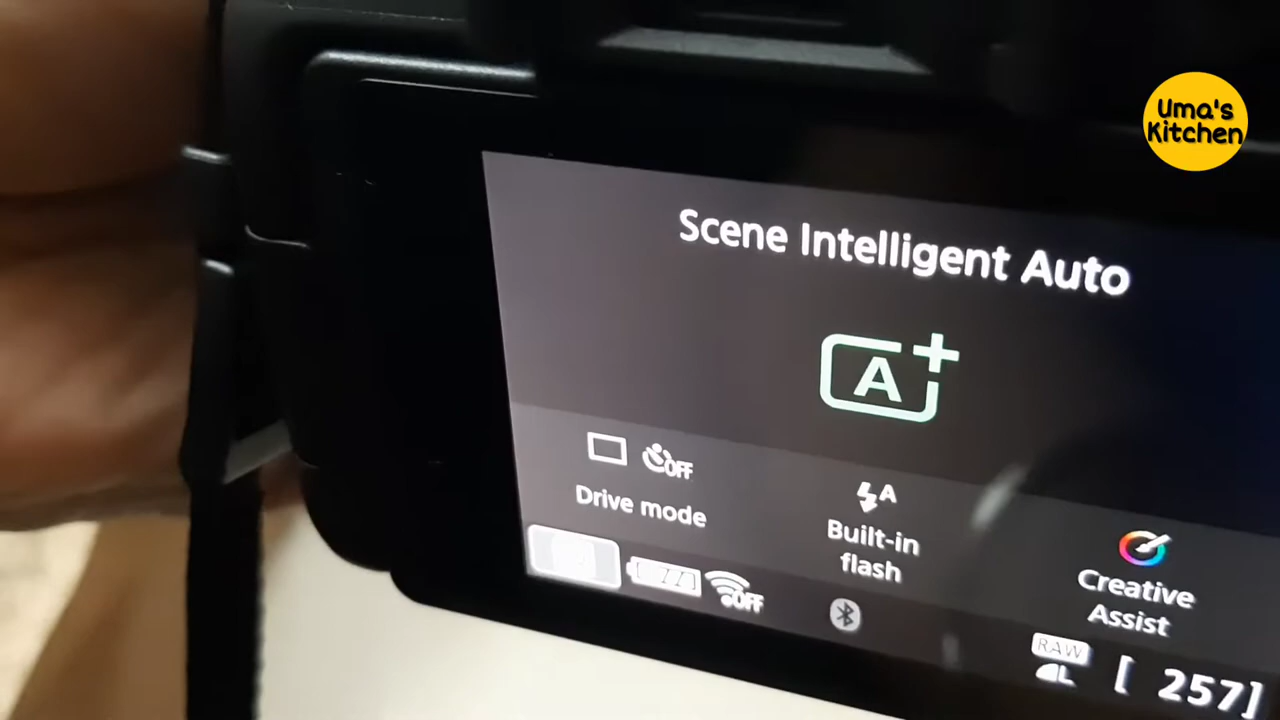 Uma's
Kitchen
Scene Intelligent Auto
A+
OFF
A
Drive mode
Built-in
flash
Creative
Assist
OFF
RAW
L
[ 257]